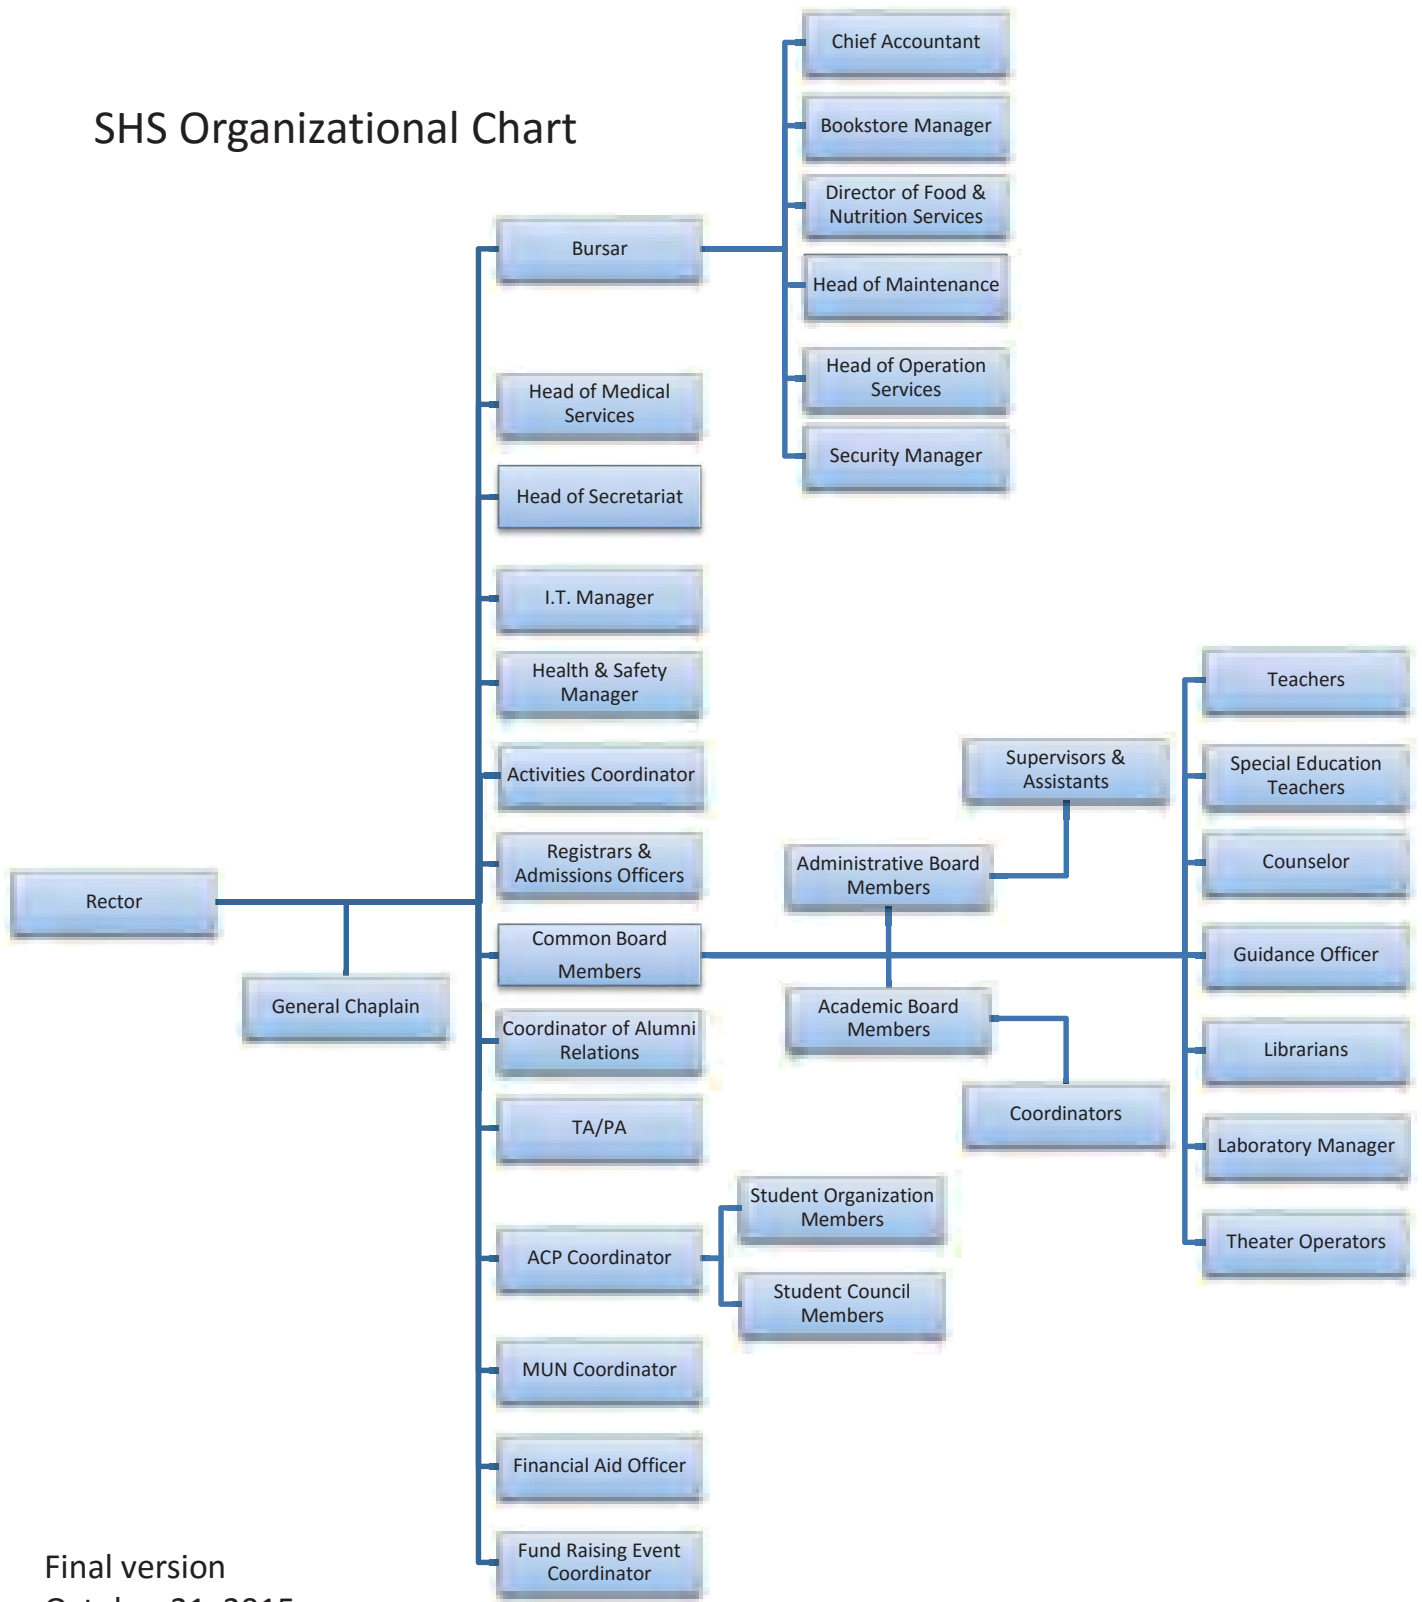 SHS Organizational Chart
Chief Accountant
Bookstore Manager
Director of Food &
Nutrition Services
Bursar
Head of Maintenance
Head of Operation
Services
Head of Medical
Services
Security Manager
Head of Secretariat
I.T. Manager
Health & Safety
Manager
Teachers
Activities Coordinator
Supervisors &
Assistants
Special Education
Teachers
Registrars &
Admissions Officers
Administrative Board
Members
Counselor
Rector
Common Board
Members
Guidance Officer
General Chaplain
Academic Board
Members
Coordinator of Alumni
Relations
Librarians
TA/PA
Coordinators
Laboratory Manager
Student Organization
Members
ACP Coordinator
Theater Operators
Student Council
Members
MUN Coordinator
Financial Aid Officer
Fund Raising Event
Coordinator
Final version